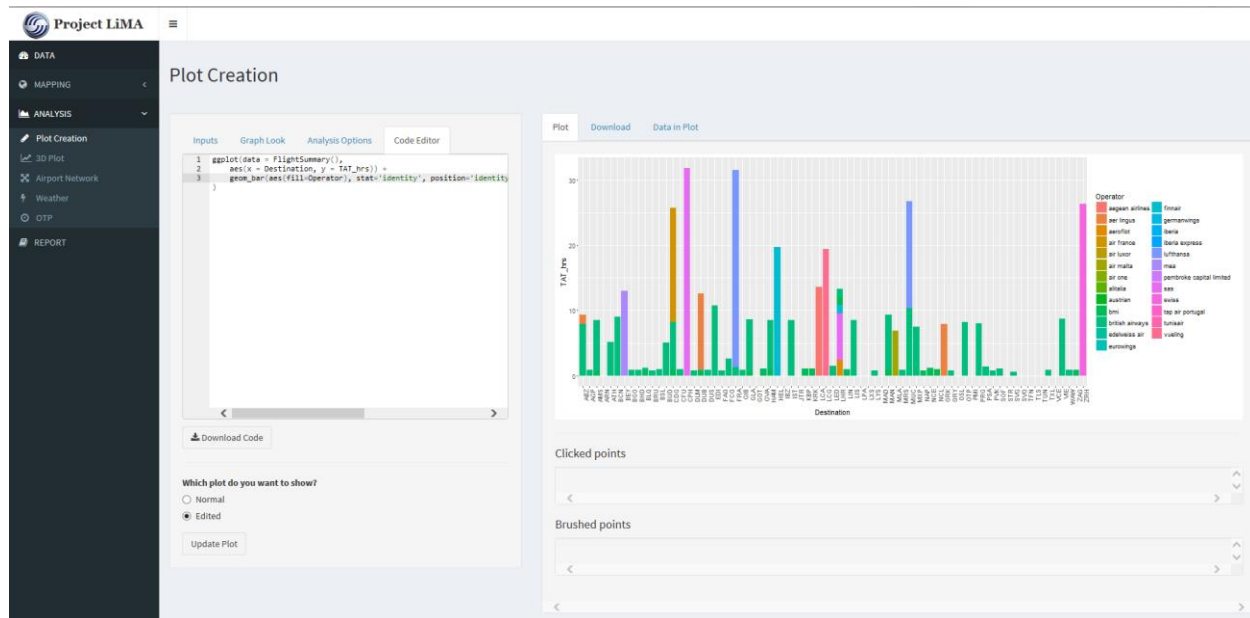 Project LiMA
DATA
MAPPING
ANALYSIS
Plot Creation
3D Plot
Airport Network
Weather
OTP
REPORT
Plot Creation
Inputs Graph Look Analysis Options Code Editor
1 ggplot(data = FlightSummary(),
2 aes(x = Destination, y = TAT_hrs)) +
3 geom_bar(aes(fill=Operator), stat='identity', position='identity
)
Download Code
Which plot do you want to show?
Normal
Edited
Update Plot
Plot Download Data in Plot
30
20
10
0
TAT_hrs
Destination
Operator
aegean airlines finnair
aer lingus germanwings
aeroflot iberia
air france iberia express
air luxor lufthansa
air malta mea
air one pembroke capital limited
alitalia sas
austrian swiss
bmi tap air portugal
british airways tunisair
edelweiss air vueling
eurowings
Clicked points
Brushed points